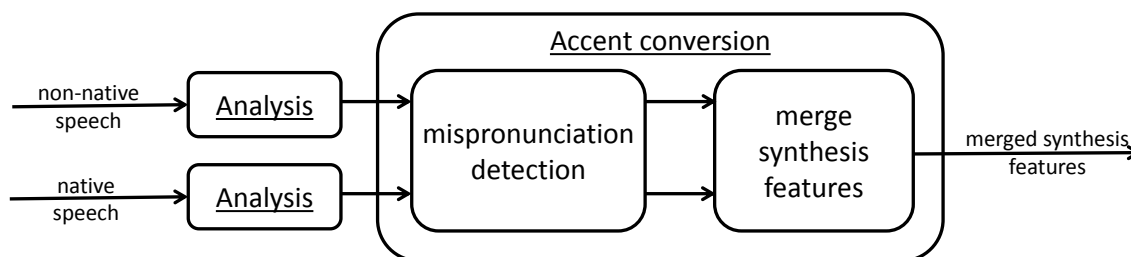 Accent conversion
non-native
speech
Analysis
native
speech
Analysis
mispronunciation
detection
merge
synthesis
features
merged synthesis
features